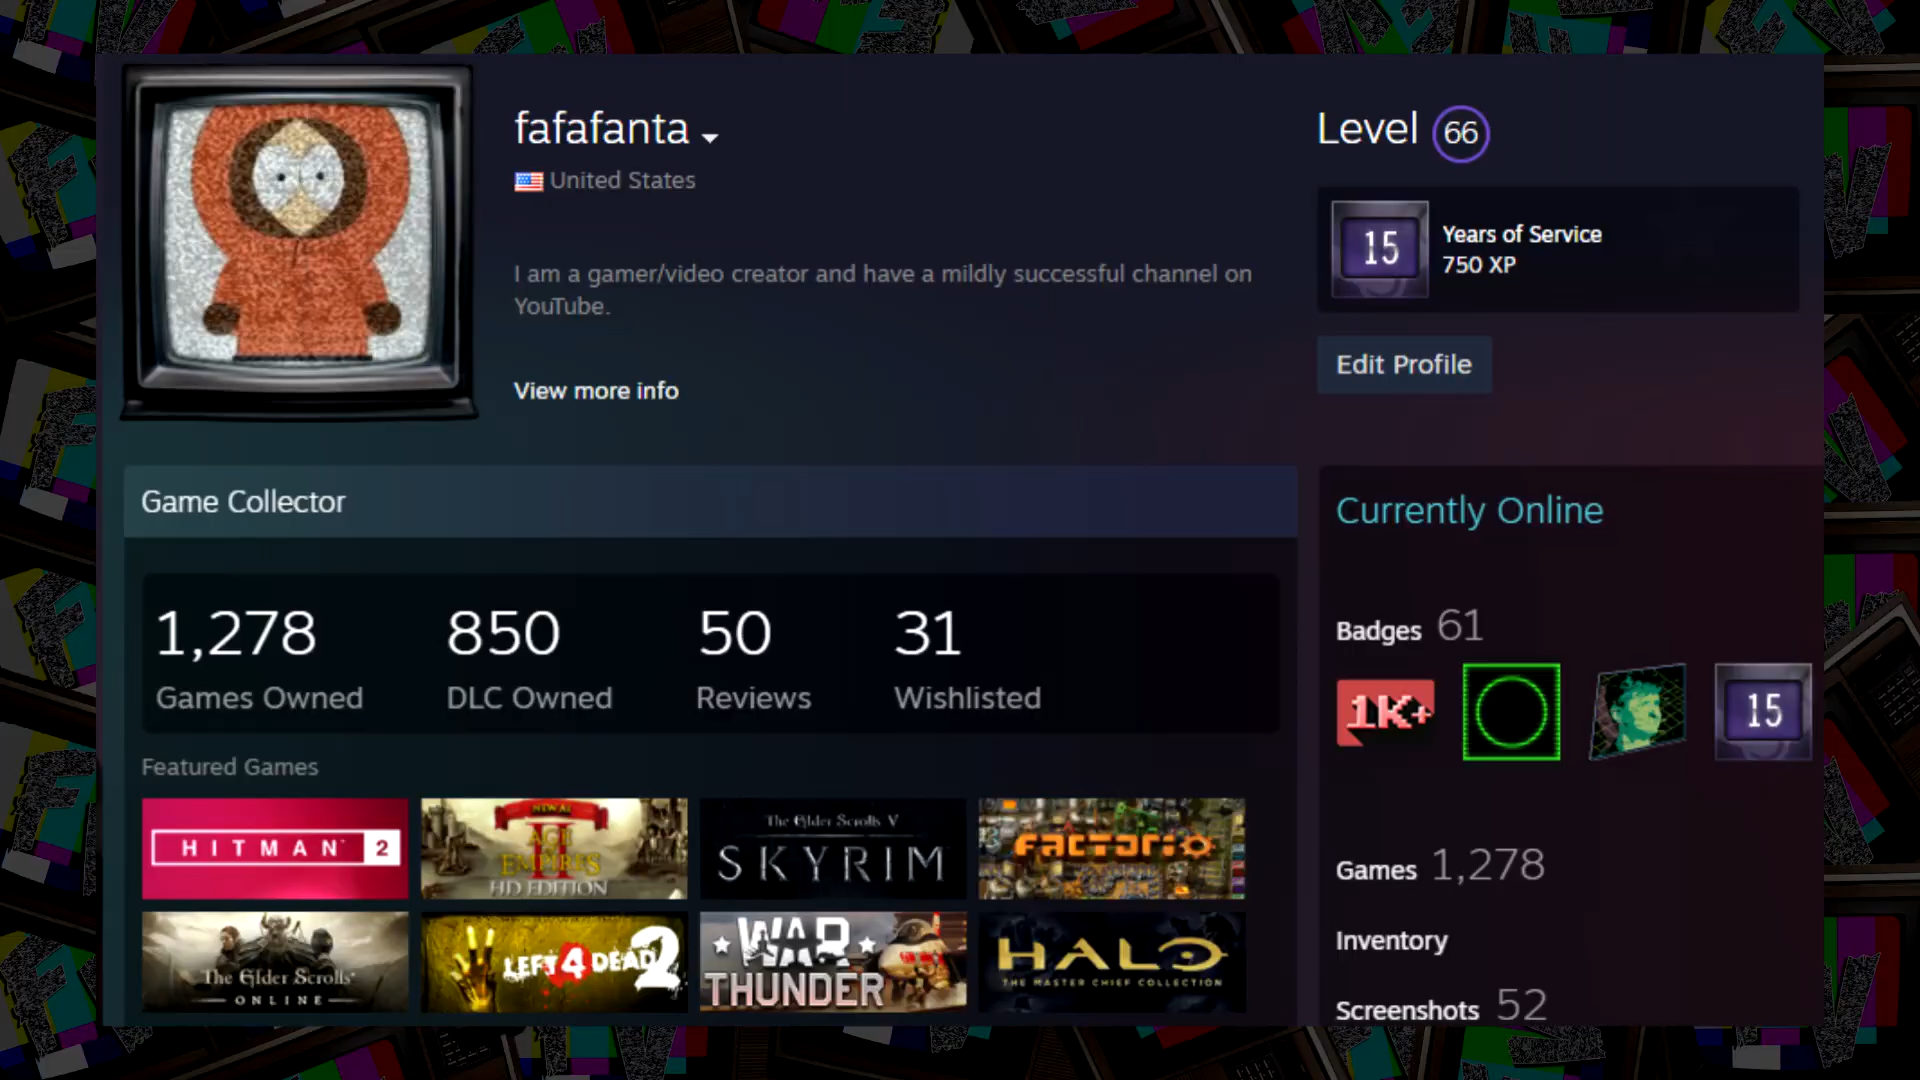 fafafanta
United States
I am a gamer/video creator and have a mildly successful channel on
YouTube.
View more info
Level 66
15
Years of Service
750 XP
Edit Profile
Game Collector
1,278 850 50 31
Games Owned DLC Owned Reviews Wishlisted
Featured Games
HITMAN™ 2
NEW AI
AGE
II
EMPIRES
HD EDITION
The Elder Scrolls V
SKYRIM
FACTORIO
The Elder Scrolls
ONLINE
LEFT 4 DEAD 2
WAR
THUNDER
HALO
THE MASTER CHIEF COLLECTION
Currently Online
Badges 61
1K+
15
Games 1,278
Inventory
Screenshots 52